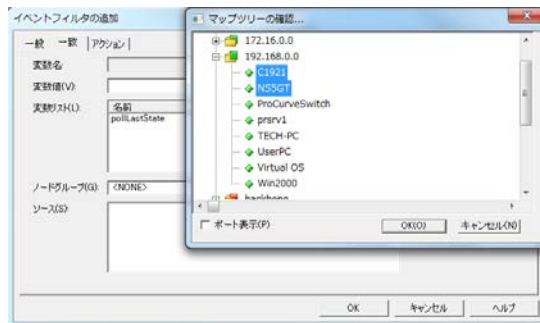 イベントフィルタの追加
一般 一致 アクション
変数名
変数値(V):
変数リスト(L):
名前
pollLastState
ノードグループ(G):
<NONE>
ソース(S):
OK キャンセル ヘルプ
マップツリーの確認...
172.16.0.0
192.168.0.0
C1921
NS5GT
ProCurveSwitch
prsrv1
TECH-PC
UserPC
Virtual OS
Win2000
ポート表示(P)
OK(O) キャンセル(N)